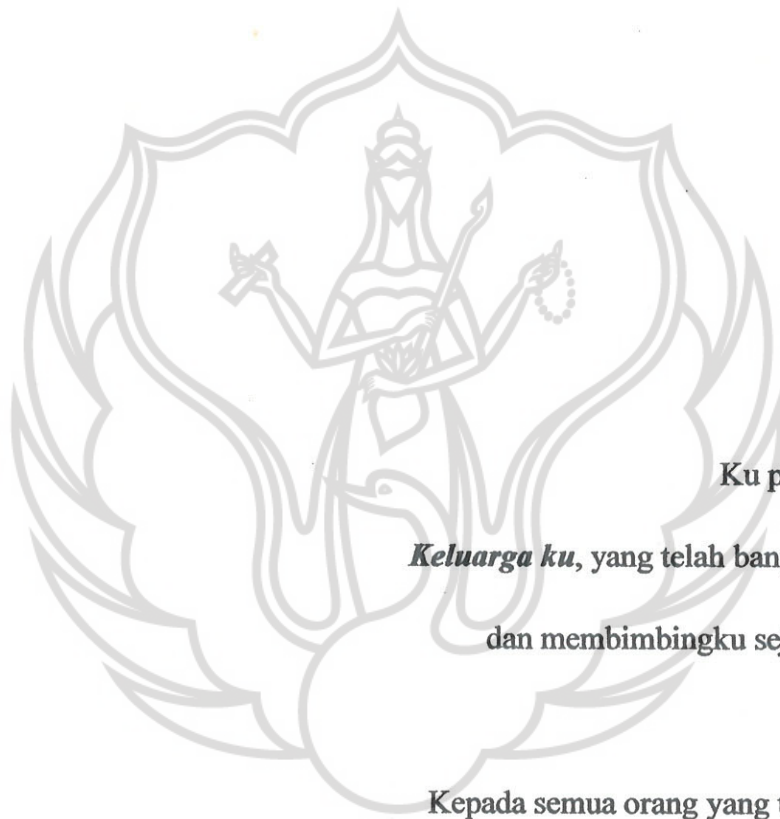 Ku
Keluarga ku, yang telah
dan membimbingku
Kepada semua orang yang